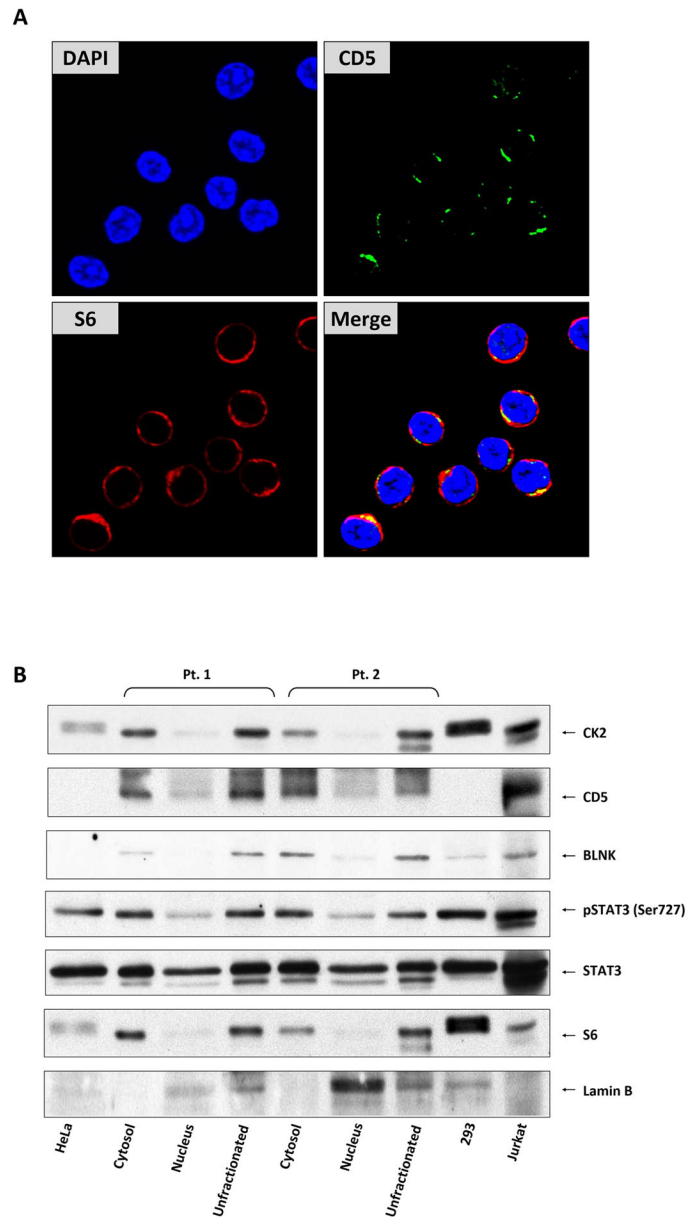 A
DAPI
CD5
S6
Merge
B
Pt. 1
Pt. 2
CK2
CD5
BLNK
pSTAT3 (Ser727)
STAT3
S6
Lamin B
HeLa
Cytosol
Nucleus
Unfractionated
Cytosol
Nucleus
Unfractionated
293
Jurkat